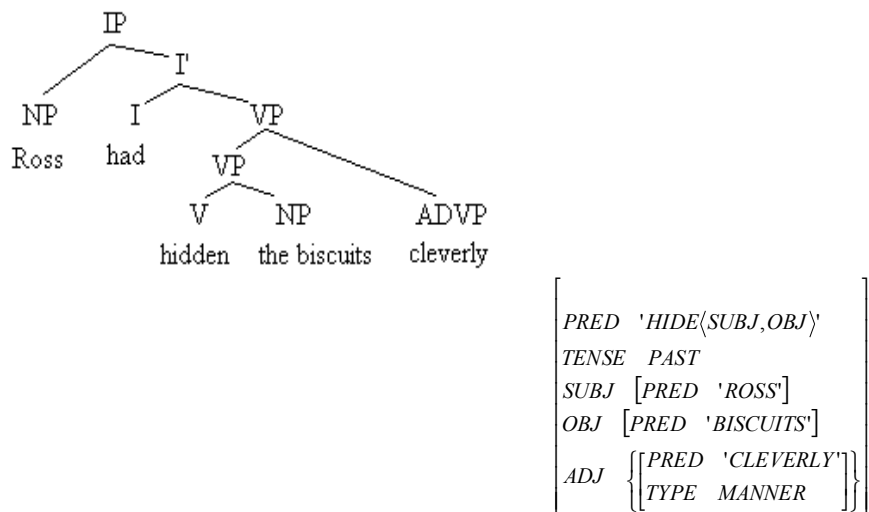 IP
I'
NP I VP
Ross had
VP
V NP ADVP
hidden the biscuits cleverly
PRED 'HIDE⟨SUBJ,OBJ⟩'
TENSE PAST
SUBJ [PRED 'ROSS']
OBJ [PRED 'BISCUITS']
ADJ {[PRED 'CLEVERLY'
TYPE MANNER]}